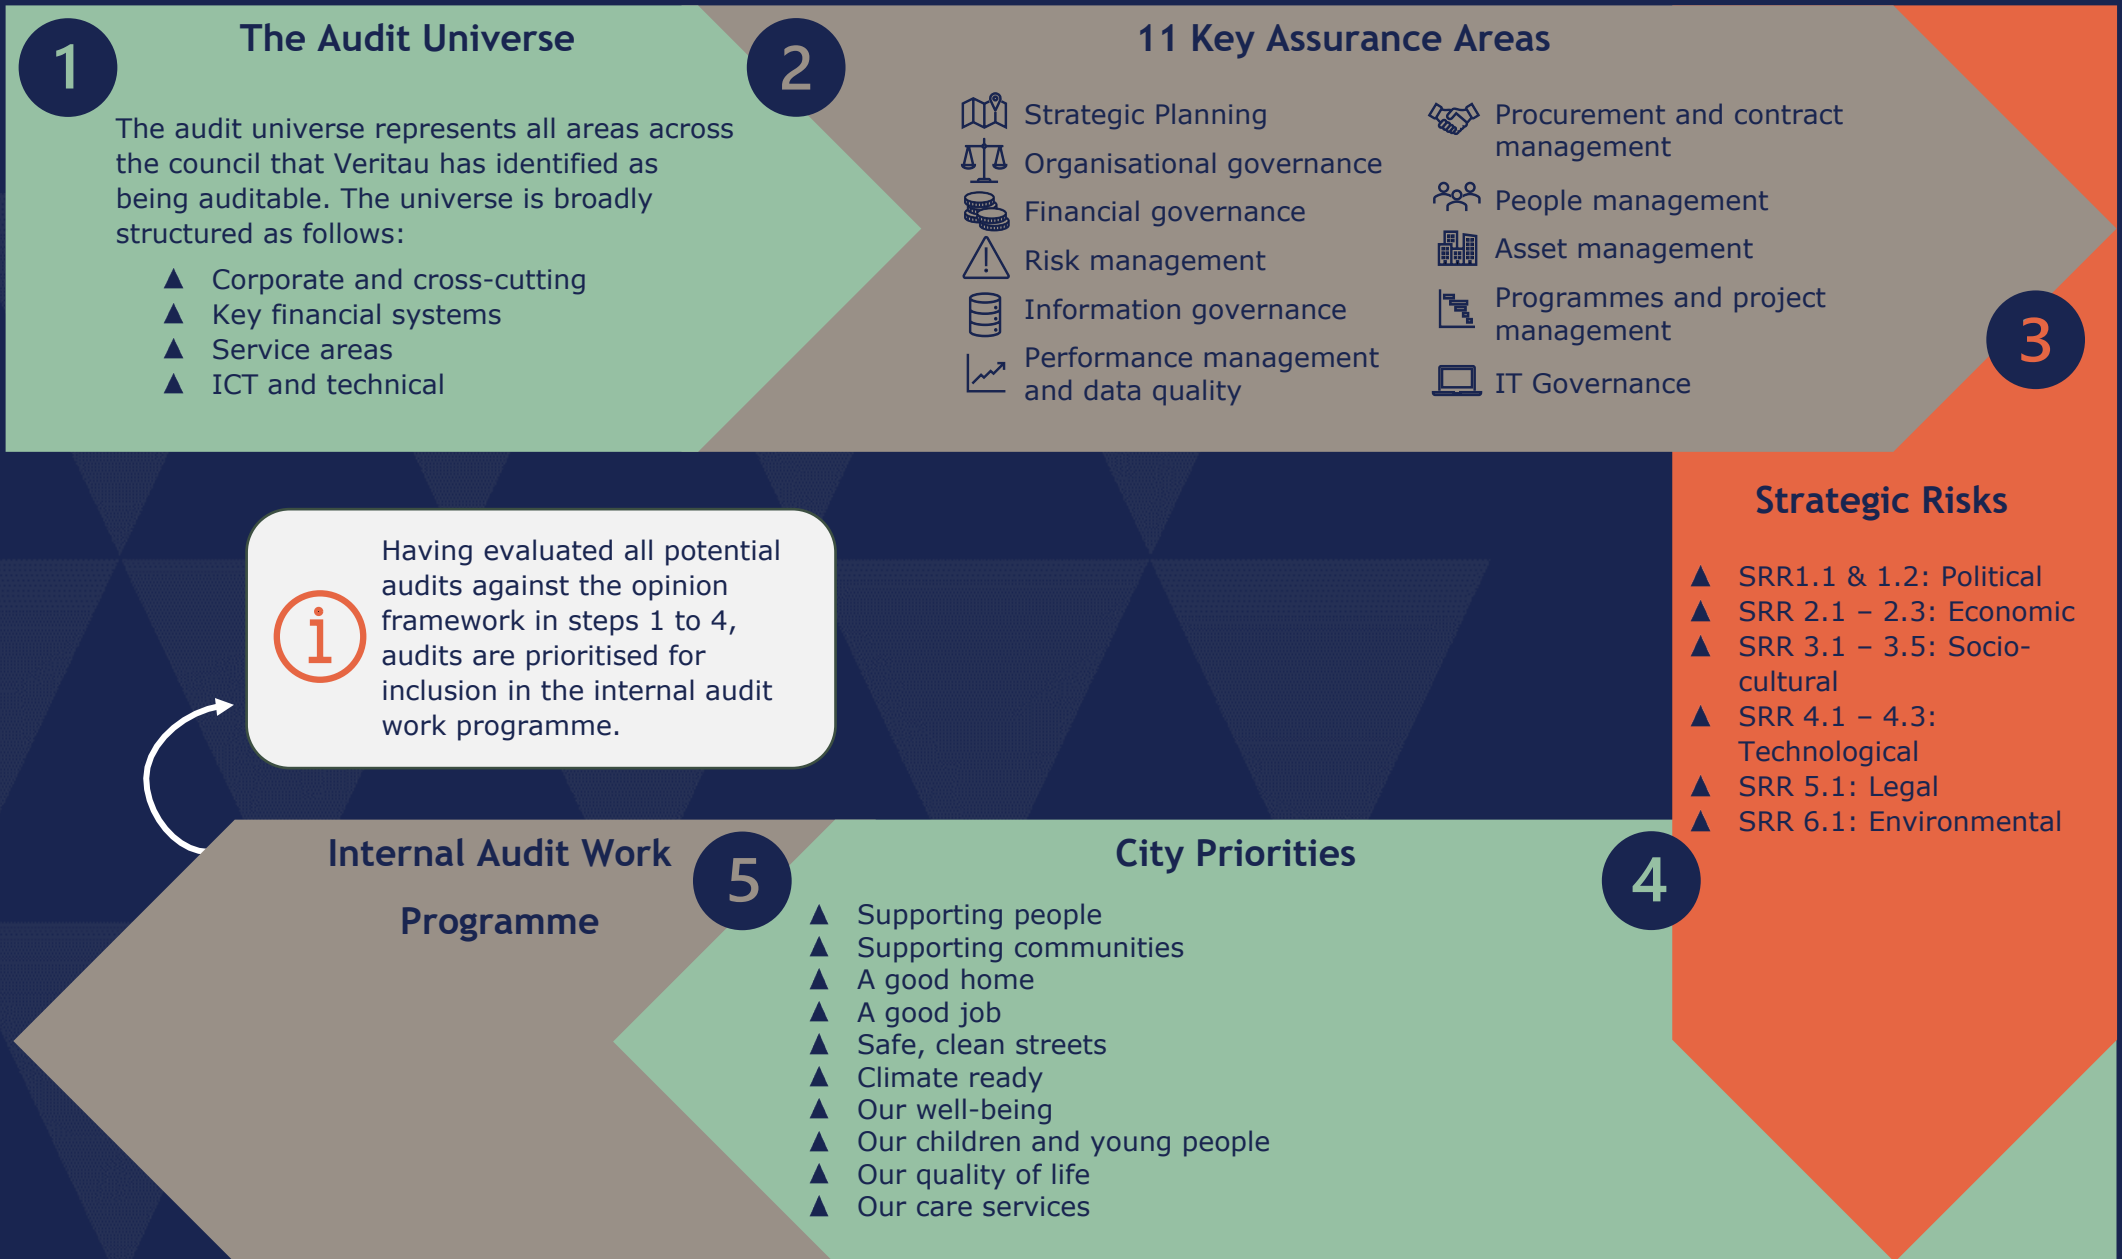 1
The Audit Universe
The audit universe represents all areas across
the council that Veritau has identified as
being auditable. The universe is broadly
structured as follows:
Corporate and cross-cutting
Key financial systems
Service areas
ICT and technical
2
11 Key Assurance Areas
Strategic Planning
Organisational governance
Financial governance
Risk management
Information governance
Performance management
and data quality
Procurement and contract
management
People management
Asset management
Programmes and project
management
IT Governance
3
Strategic Risks
SRR1.1 & 1.2: Political
SRR 2.1 – 2.3: Economic
SRR 3.1 – 3.5: Socio-
cultural
SRR 4.1 – 4.3:
Technological
SRR 5.1: Legal
SRR 6.1: Environmental
4
City Priorities
Supporting people
Supporting communities
A good home
A good job
Safe, clean streets
Climate ready
Our well-being
Our children and young people
Our quality of life
Our care services
5
Internal Audit Work
Programme
Having evaluated all potential
audits against the opinion
framework in steps 1 to 4,
audits are prioritised for
inclusion in the internal audit
work programme.